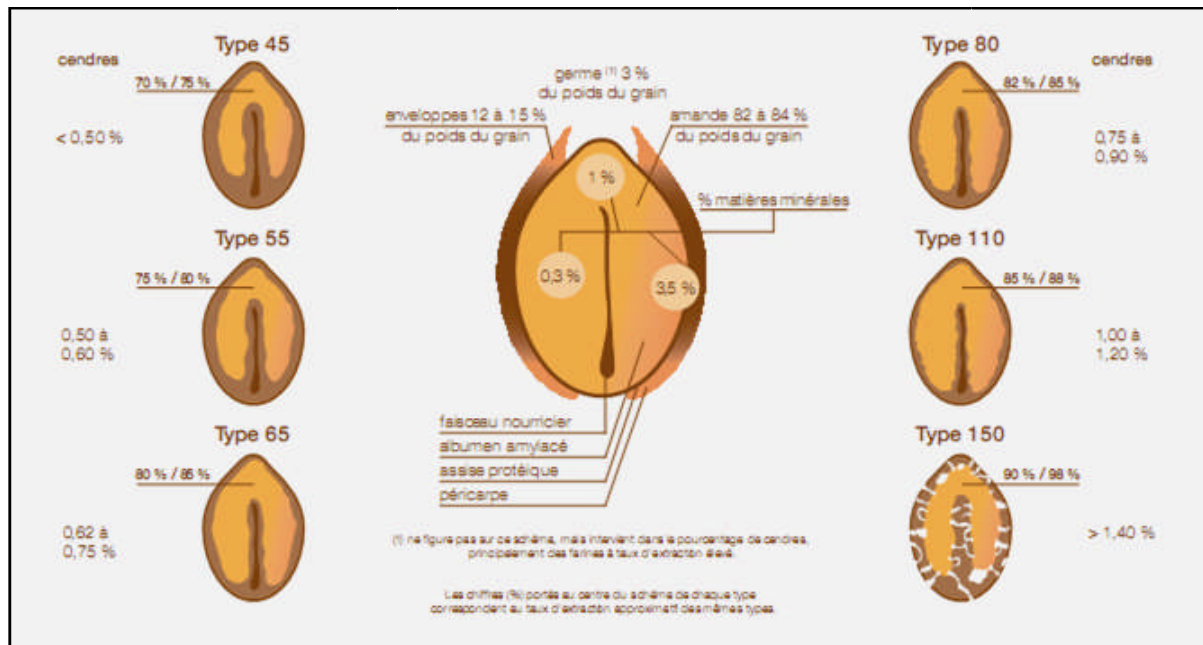 Type 45
cendres
70 % / 75 %
< 0,50 %
Type 55
75 % / 80 %
0,50 à
0,60 %
Type 65
80 % / 85 %
0,62 à
0,75 %
germe (1) 3 %
du poids du grain
enveloppes 12 à 15 %
du poids du grain
amande 82 à 84 %
du poids du grain
1 %
% matières minérales
0,3 %
3,5 %
faisceau nourricier
albumen amylacé
assise protéique
péricarpe
(1) ne figure pas sur ce schéma, mais intervient dans le pourcentage de cendres,
principalement des farines à taux d'extraction élevé.
Les chiffres (%) portés au centre du schéma de chaque type
correspondent au taux d'extraction approximatif des mêmes types.
Type 80
cendres
82 % / 85 %
0,75 à
0,90 %
Type 110
85 % / 88 %
1,00 à
1,20 %
Type 150
90 % / 98 %
> 1,40 %